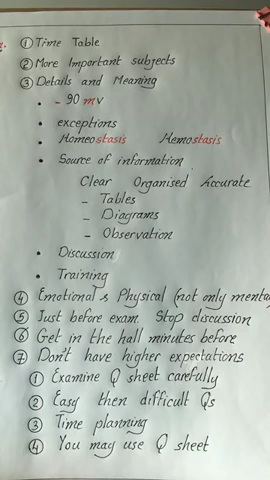 ① Time Table
② More Important subjects
③ Details and Meaning
• - 90 mv
• exceptions
• Homeostasis Hemostasis
• Source of information
Clear Organised Accurate
- Tables
- Diagrams
- Observation
• Discussion
• Training
④ Emotional & Physical (not only mental
⑤ Just before exam. Stop discussion
⑥ Get in the hall minutes before
⑦ Don't have higher expectations
① Examine Q sheet carefully
② Easy then difficult Qs
③ Time planning
④ You may use Q sheet